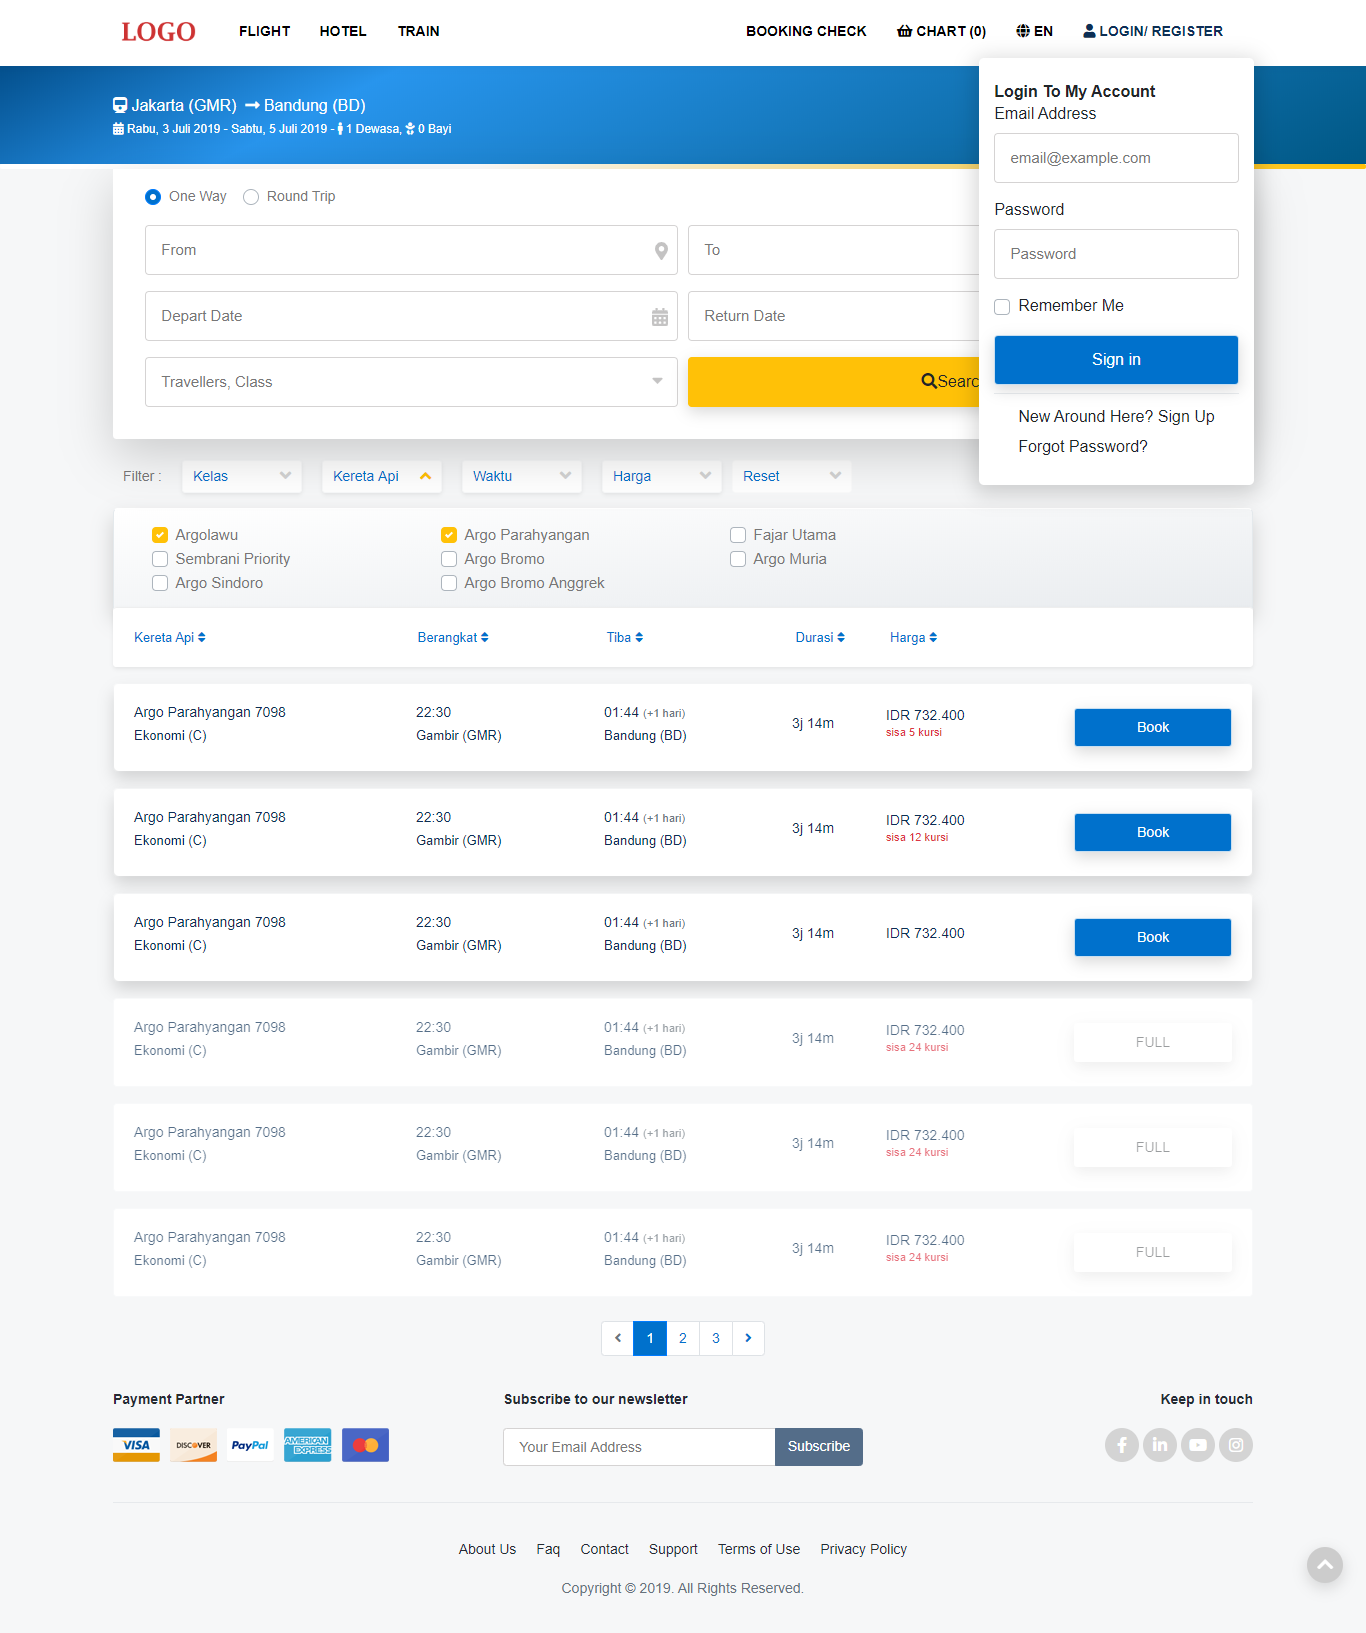 LOGO FLIGHT HOTEL TRAIN BOOKING CHECK CHART (0) EN LOGIN/ REGISTER
Jakarta (GMR) Bandung (BD)
Rabu, 3 Juli 2019 - Sabtu, 5 Juli 2019 - 1 Dewasa, 0 Bayi
Login To My Account
Email Address
email@example.com
Password
Password
Remember Me
Sign in
New Around Here? Sign Up
Forgot Password?
One Way Round Trip
From To
Depart Date Return Date
Travellers, Class Searc
Filter : Kelas Kereta Api Waktu Harga Reset
Argolawu Argo Parahyangan Fajar Utama
Sembrani Priority Argo Bromo Argo Muria
Argo Sindoro Argo Bromo Anggrek
Kereta Api Berangkat Tiba Durasi Harga
Argo Parahyangan 7098 22:30 01:44 (+1 hari) 3j 14m IDR 732.400 Book
Ekonomi (C) Gambir (GMR) Bandung (BD) sisa 5 kursi
Argo Parahyangan 7098 22:30 01:44 (+1 hari) 3j 14m IDR 732.400 Book
Ekonomi (C) Gambir (GMR) Bandung (BD) sisa 12 kursi
Argo Parahyangan 7098 22:30 01:44 (+1 hari) 3j 14m IDR 732.400 Book
Ekonomi (C) Gambir (GMR) Bandung (BD)
Argo Parahyangan 7098 22:30 01:44 (+1 hari) 3j 14m IDR 732.400 FULL
Ekonomi (C) Gambir (GMR) Bandung (BD) sisa 24 kursi
Argo Parahyangan 7098 22:30 01:44 (+1 hari) 3j 14m IDR 732.400 FULL
Ekonomi (C) Gambir (GMR) Bandung (BD) sisa 24 kursi
Argo Parahyangan 7098 22:30 01:44 (+1 hari) 3j 14m IDR 732.400 FULL
Ekonomi (C) Gambir (GMR) Bandung (BD) sisa 24 kursi
1 2 3
Payment Partner Subscribe to our newsletter Keep in touch
VISA DISCOVER PayPal AMERICAN EXPRESS Your Email Address Subscribe
About Us Faq Contact Support Terms of Use Privacy Policy
Copyright © 2019. All Rights Reserved.